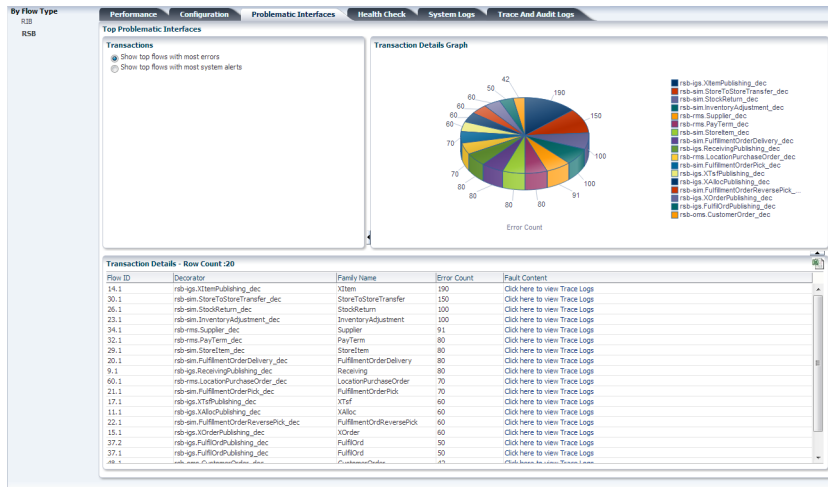 By Flow Type
RIB
RSB
Performance Configuration Problematic Interfaces Health Check System Logs Trace And Audit Logs
Top Problematic Interfaces
Transactions
Show top flows with most errors
Show top flows with most system alerts
Transaction Details Graph
42
50
60
60
60
60
70
70
80
80
80
80
91
100
100
150
190
Error Count
rsb-igs.XItemPublishing_dec
rsb-sim.StoreToStoreTransfer_dec
rsb-sim.StockReturn_dec
rsb-sim.InventoryAdjustment_dec
rsb-rms.Supplier_dec
rsb-rms.PayTerm_dec
rsb-sim.StoreItem_dec
rsb-sim.FulfillmentOrderDelivery_dec
rsb-igs.ReceivingPublishing_dec
rsb-rms.LocationPurchaseOrder_dec
rsb-sim.FulfillmentOrderPick_dec
rsb-igs.XTsfPublishing_dec
rsb-igs.XAllocPublishing_dec
rsb-sim.FulfillmentOrderReversePick_...
rsb-igs.XOrderPublishing_dec
rsb-igs.FulfilOrdPublishing_dec
rsb-oms.CustomerOrder_dec
Transaction Details - Row Count :20
Flow ID Decorator Family Name Error Count Fault Content
14.1 rsb-igs.XItemPublishing_dec XItem 190 Click here to view Trace Logs
30.1 rsb-sim.StoreToStoreTransfer_dec StoreToStoreTransfer 150 Click here to view Trace Logs
26.1 rsb-sim.StockReturn_dec StockReturn 100 Click here to view Trace Logs
23.1 rsb-sim.InventoryAdjustment_dec InventoryAdjustment 100 Click here to view Trace Logs
34.1 rsb-rms.Supplier_dec Supplier 91 Click here to view Trace Logs
32.1 rsb-rms.PayTerm_dec PayTerm 80 Click here to view Trace Logs
29.1 rsb-sim.StoreItem_dec StoreItem 80 Click here to view Trace Logs
20.1 rsb-sim.FulfillmentOrderDelivery_dec FulfillmentOrderDelivery 80 Click here to view Trace Logs
9.1 rsb-igs.ReceivingPublishing_dec Receiving 80 Click here to view Trace Logs
60.1 rsb-rms.LocationPurchaseOrder_dec LocationPurchaseOrder 70 Click here to view Trace Logs
21.1 rsb-sim.FulfillmentOrderPick_dec FulfillmentOrderPick 70 Click here to view Trace Logs
17.1 rsb-igs.XTsfPublishing_dec XTsf 60 Click here to view Trace Logs
11.1 rsb-igs.XAllocPublishing_dec XAlloc 60 Click here to view Trace Logs
22.1 rsb-sim.FulfillmentOrderReversePick_dec FulfillmentOrdReversePick 60 Click here to view Trace Logs
15.1 rsb-igs.XOrderPublishing_dec XOrder 60 Click here to view Trace Logs
37.2 rsb-igs.FulfilOrdPublishing_dec FulfilOrd 50 Click here to view Trace Logs
37.1 rsb-igs.FulfilOrdPublishing_dec FulfilOrd 50 Click here to view Trace Logs
48.1 rsb-oms.CustomerOrder_dec CustomerOrder 42 Click here to view Trace Logs